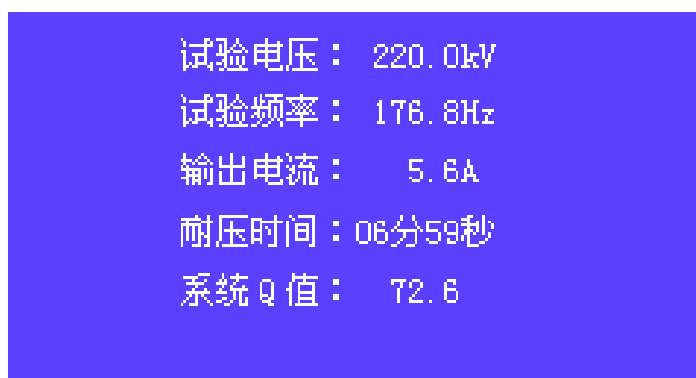 试验电压： 220.0kV
试验频率： 176.8Hz
输出电流： 5.6A
耐压时间：06分59秒
系统Q值： 72.6